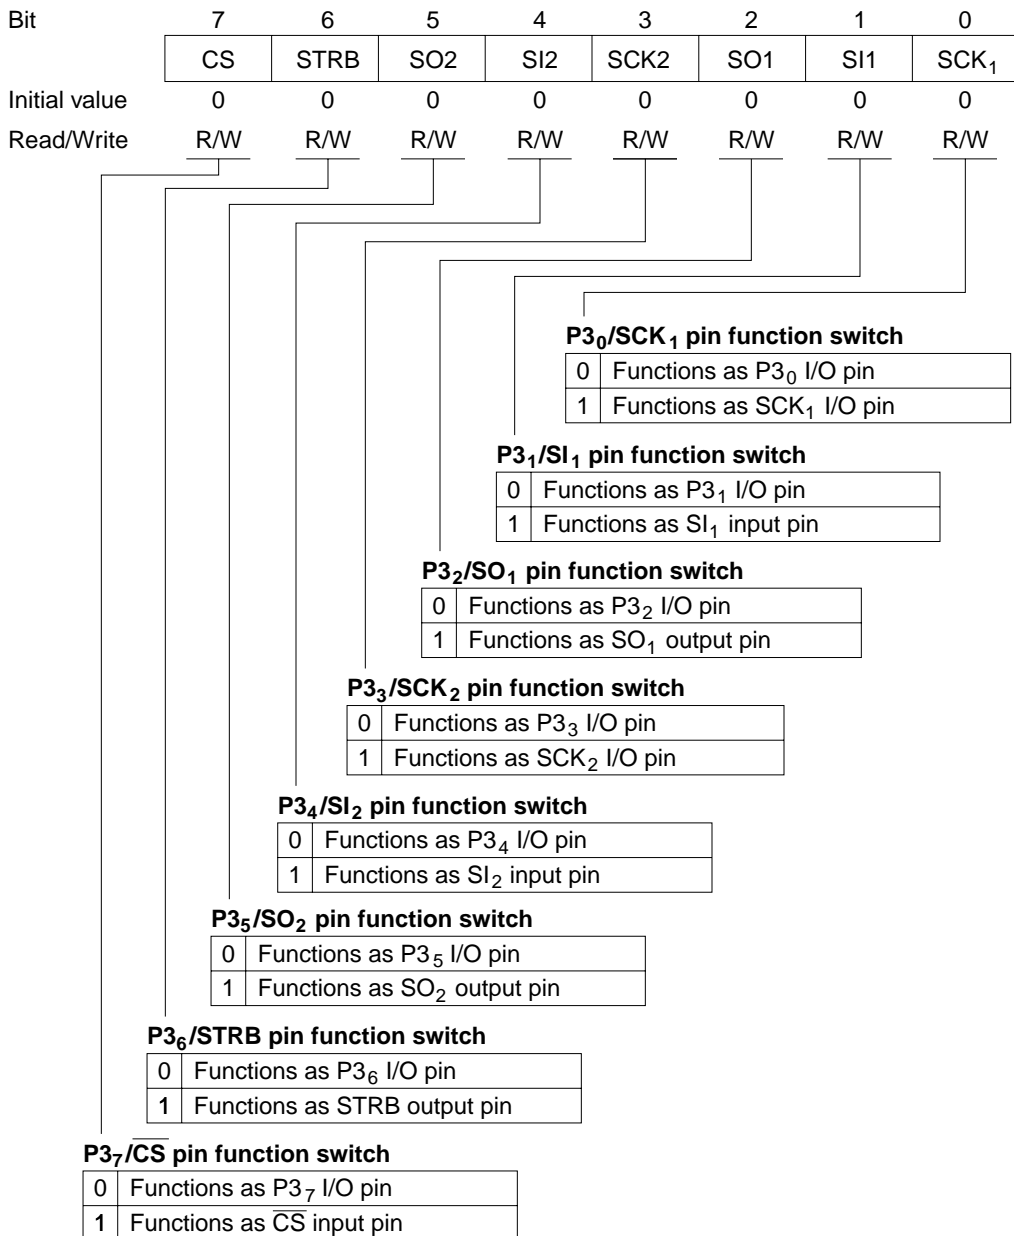 Bit 7 6 5 4 3 2 1 0
CS STRB SO2 SI2 SCK2 SO1 SI1 SCK₁
Initial value 0 0 0 0 0 0 0 0
Read/Write R/W R/W R/W R/W R/W R/W R/W R/W
P3₀/SCK₁ pin function switch
0 Functions as P3₀ I/O pin
1 Functions as SCK₁ I/O pin
P3₁/SI₁ pin function switch
0 Functions as P3₁ I/O pin
1 Functions as SI₁ input pin
P3₂/SO₁ pin function switch
0 Functions as P3₂ I/O pin
1 Functions as SO₁ output pin
P3₃/SCK₂ pin function switch
0 Functions as P3₃ I/O pin
1 Functions as SCK₂ I/O pin
P3₄/SI₂ pin function switch
0 Functions as P3₄ I/O pin
1 Functions as SI₂ input pin
P3₅/SO₂ pin function switch
0 Functions as P3₅ I/O pin
1 Functions as SO₂ output pin
P3₆/STRB pin function switch
0 Functions as P3₆ I/O pin
1 Functions as STRB output pin
P3₇/C̅S̅ pin function switch
0 Functions as P3₇ I/O pin
1 Functions as C̅S̅ input pin